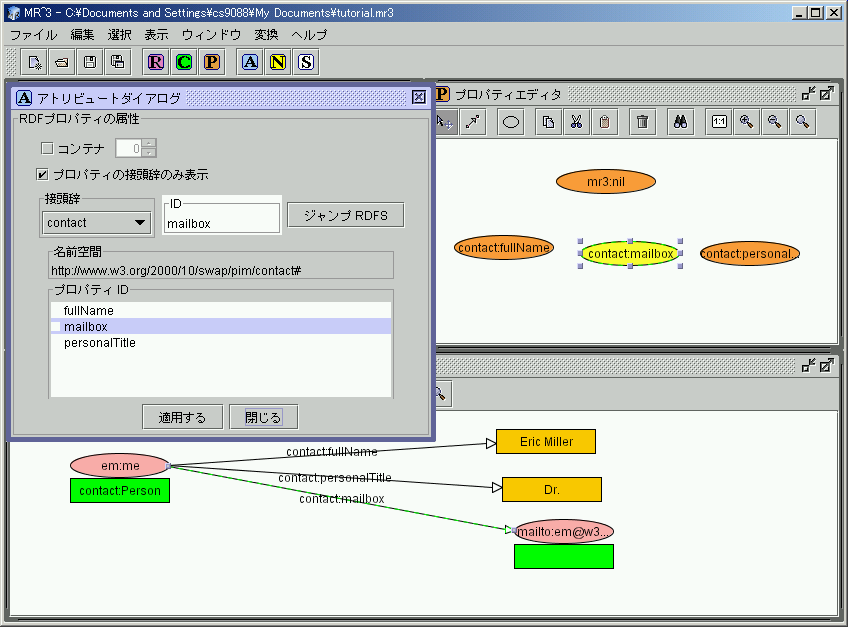 MR^3 - C:¥Documents and Settings¥cs9088¥My Documents¥tutorial.mr3
ファイル 編集 選択 表示 ウィンドウ 変換 ヘルプ
R C P A N S
A アトリビュートダイアログ
RDFプロパティの属性
コンテナ 0
プロパティの接頭辞のみ表示
接頭辞
contact
ID
mailbox
ジャンプ RDFS
名前空間
http://www.w3.org/2000/10/swap/pim/contact#
プロパティ ID
fullName
mailbox
personalTitle
適用する 閉じる
P プロパティエディタ
1:1
mr3:nil
contact:fullName
contact:mailbox
contact:personal...
em:me
contact:Person
contact:fullName
contact:personalTitle
contact:mailbox
Eric Miller
Dr.
mailto:em@w3...